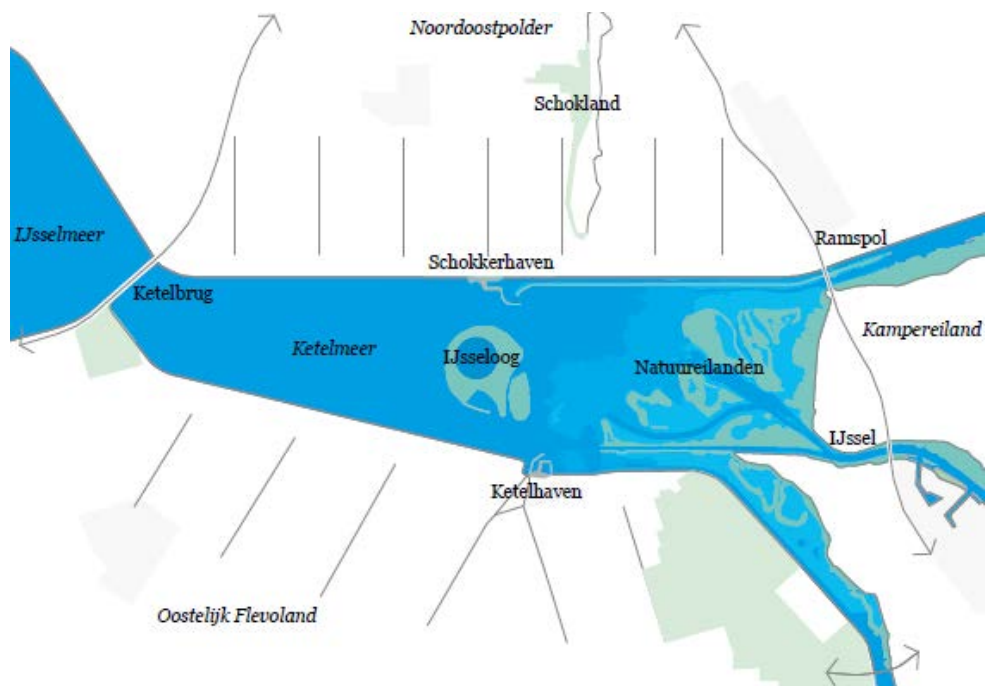 Noordoostpolder
Schokland
IJsselmeer
Ramspol
Schokkerhaven
Ketelbrug
Kampereiland
Ketelmeer
IJsseloog
Natuureilanden
IJssel
Ketelhaven
Oostelijk Flevoland